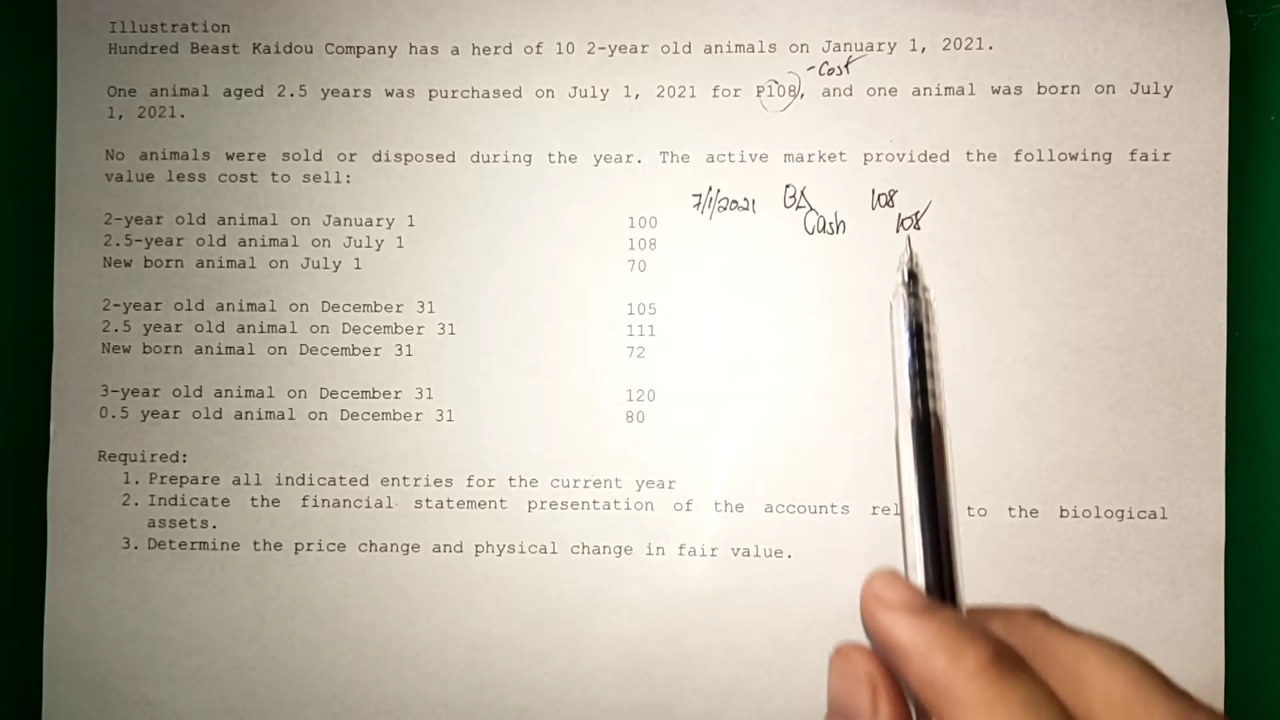 Illustration
Hundred Beast Kaidou Company has a herd of 10 2-year old animals on January 1, 2021.
-Cost
One animal aged 2.5 years was purchased on July 1, 2021 for P108, and one animal was born on July
1, 2021.
No animals were sold or disposed during the year. The active market provided the following fair
value less cost to sell:
7/1/2021 BA 108
Cash 108
2-year old animal on January 1 100
2.5-year old animal on July 1 108
New born animal on July 1 70
2-year old animal on December 31 105
2.5 year old animal on December 31 111
New born animal on December 31 72
3-year old animal on December 31 120
0.5 year old animal on December 31 80
Required:
1. Prepare all indicated entries for the current year
2. Indicate the financial statement presentation of the accounts rel to the biological
assets.
3. Determine the price change and physical change in fair value.